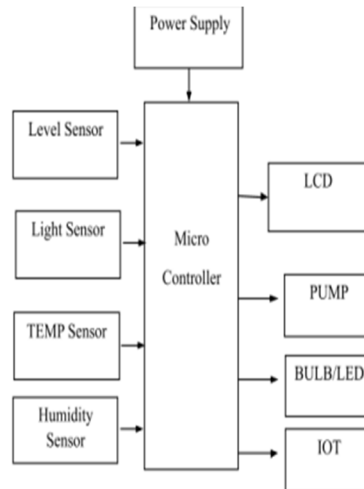 Power Supply
Level Sensor
Light Sensor
TEMP Sensor
Humidity
Sensor
Micro
Controller
LCD
PUMP
BULB/LED
IOT